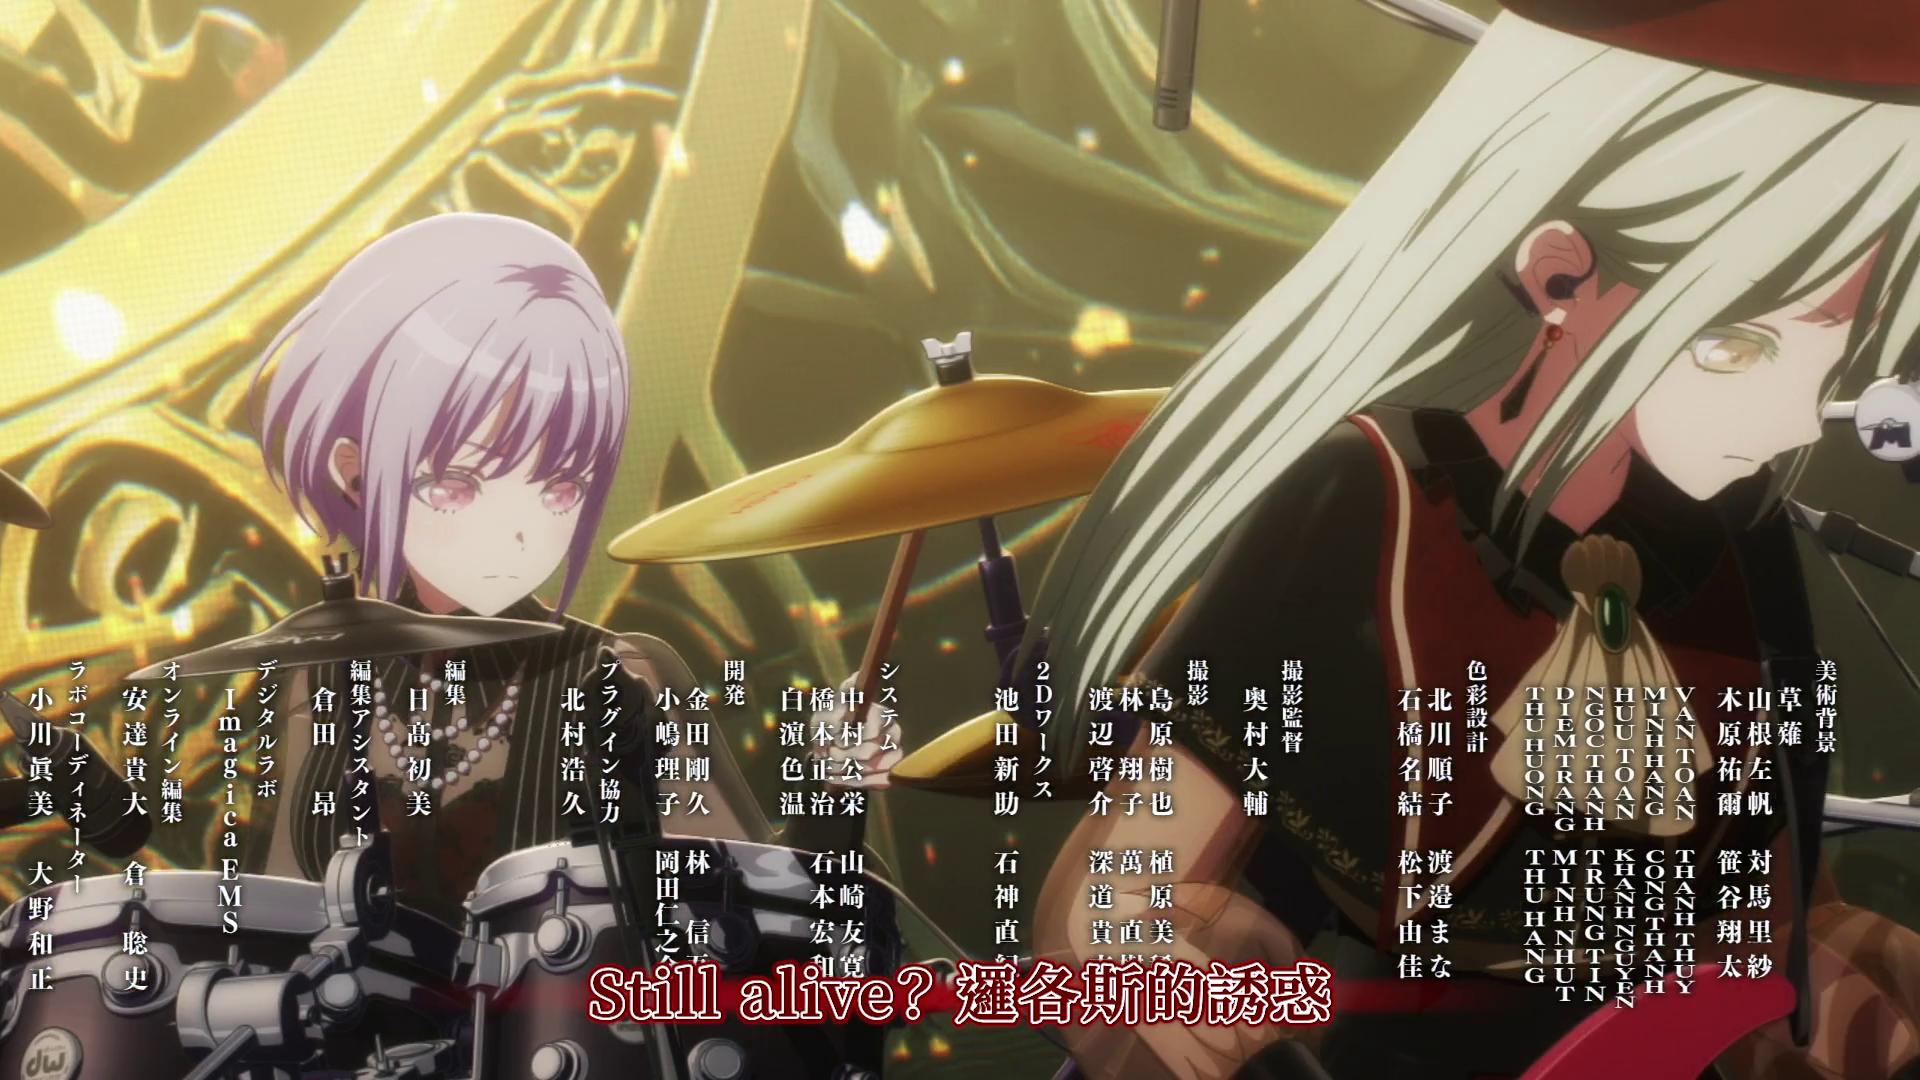 美術背景
草薙
山根左帆 対馬里紗
木原祐爾 笹谷翔太
VAN TOAN THANH THUY
MINH HANG CONG THANH
HUU TOAN KHANH NGUYEN
NGOC THANH TRUNG TIN
DIEM TRANG MINH NHUT
THU HUONG THU HANG
色彩設計
北川順子 渡邉まな
石橋名結 松下由佳
撮影監督
奥村大輔
撮影
島原樹也 植原美
林 翔子 萬 直樹
渡辺啓介 深道貴
2Dワークス
池田新助 石神直
システム
中村公栄 山崎友寛
橋本正治 石本宏和
白濵色温
開発
金田剛久 林 信
小嶋理子 岡田仁之介
プラグイン協力
北村浩久
編集
日髙初美
編集アシスタント
倉田 昂
デジタルラボ
Imagica EMS
オンライン編集
安達貴大 倉 聡史
ラボコーディネーター
小川眞美 大野和正
Still alive? 邏各斯的誘惑
dw